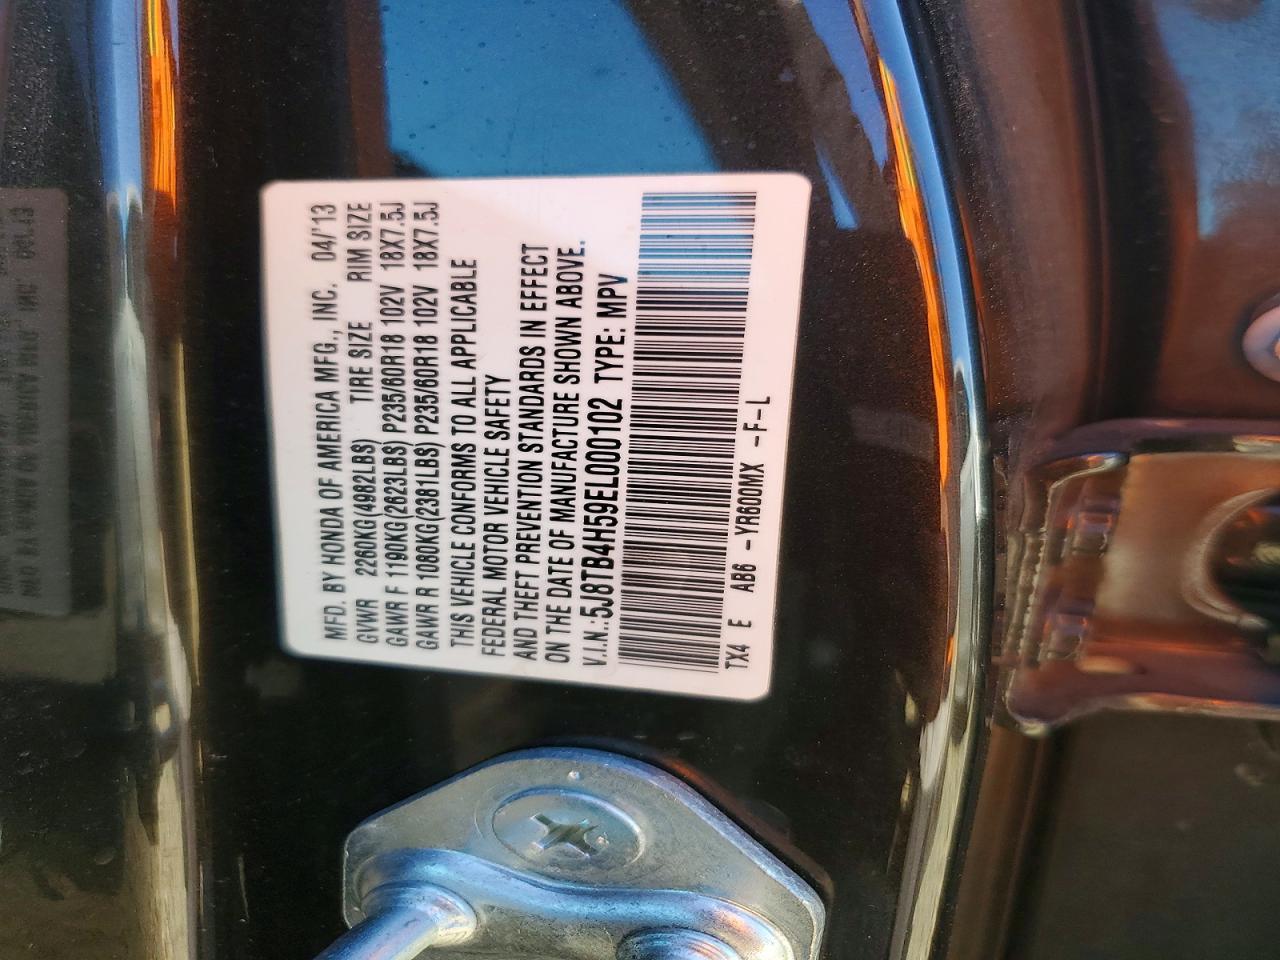 MFD. BY HONDA OF AMERICA MFG., INC. 04/'13
GVWR 2260KG(4982LBS) TIRE SIZE RIM SIZE
GAWR F 1190KG(2623LBS) P235/60R18 102V 18X7.5J
GAWR R 1080KG(2381LBS) P235/60R18 102V 18X7.5J
THIS VEHICLE CONFORMS TO ALL APPLICABLE
FEDERAL MOTOR VEHICLE SAFETY
AND THEFT PREVENTION STANDARDS IN EFFECT
ON THE DATE OF MANUFACTURE SHOWN ABOVE.
V.I.N.:5J8TB4H59EL000102 TYPE: MPV
TX4 E AB6 -YR600MX -F-L